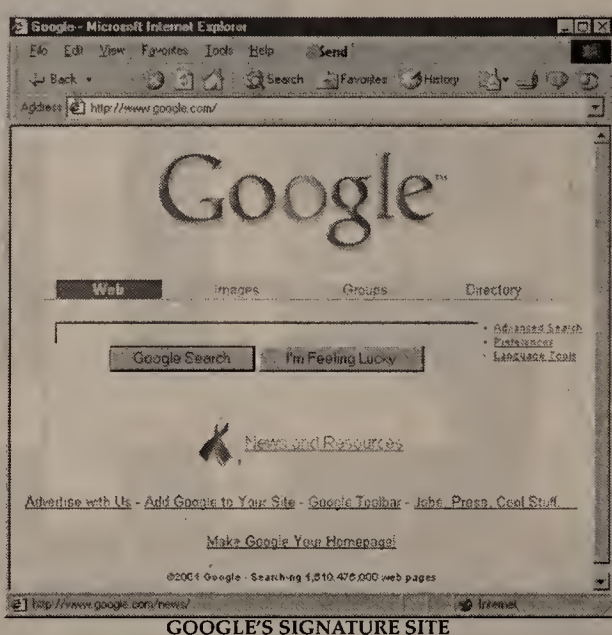 Google - Microsoft Internet Explorer
File Edit View Favorites Tools Help Send
Back Search Favorites History
Address http://www.google.com/
Google™
Web Images Groups Directory
• Advanced Search
• Preferences
• Language Tools
Google Search I'm Feeling Lucky
News and Resources
Advertise with Us - Add Google to Your Site - Google Toolbar - Jobs, Press, Cool Stuff...
Make Google Your Homepage!
©2001 Google - Searching 1,610,476,000 web pages
http://www.google.com/news/ Internet
GOOGLE'S SIGNATURE SITE